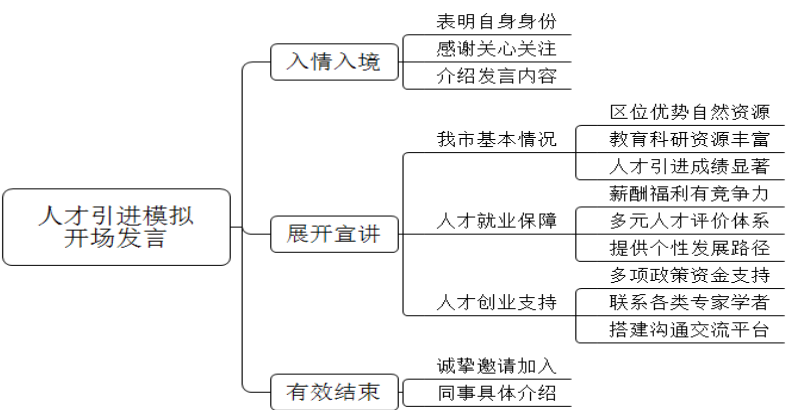 人才引进模拟
开场发言
入情入境
表明自身身份
感谢关心关注
介绍发言内容
展开宣讲
我市基本情况
区位优势自然资源
教育科研资源丰富
人才引进成绩显著
人才就业保障
薪酬福利有竞争力
多元人才评价体系
提供个性发展路径
人才创业支持
多项政策资金支持
联系各类专家学者
搭建沟通交流平台
有效结束
诚挚邀请加入
同事具体介绍